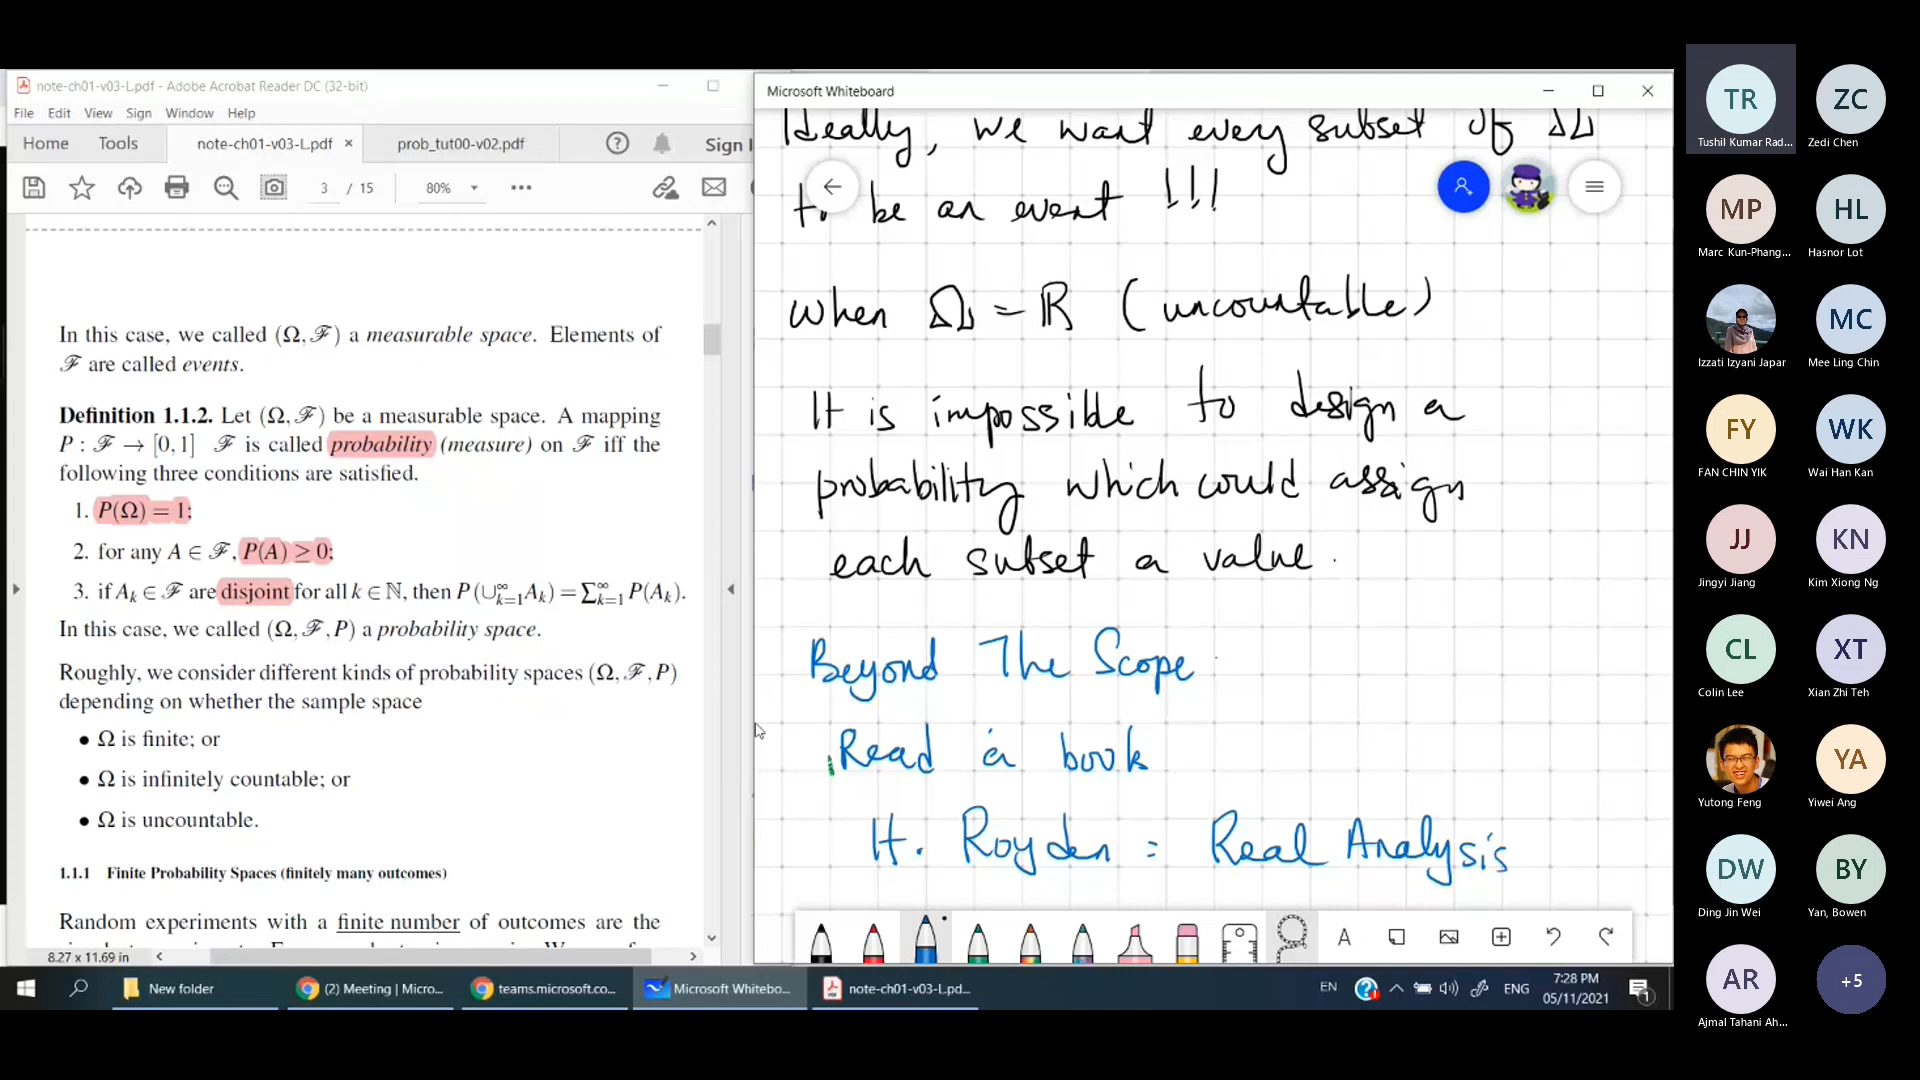 note-ch01-v03-L.pdf - Adobe Acrobat Reader DC (32-bit)
File Edit View Sign Window Help
Home Tools note-ch01-v03-L.pdf × prob_tut00-v02.pdf Sign I
3 / 15 80%
In this case, we called (Ω, ℱ) a measurable space. Elements of
ℱ are called events.
Definition 1.1.2. Let (Ω, ℱ) be a measurable space. A mapping
P : ℱ → [0, 1] ℱ is called probability (measure) on ℱ iff the
following three conditions are satisfied.
1. P(Ω) = 1;
2. for any A ∈ ℱ, P(A) ≥ 0;
3. if A_k ∈ ℱ are disjoint for all k ∈ ℕ, then P(∪_{k=1}^∞ A_k) = ∑_{k=1}^∞ P(A_k).
In this case, we called (Ω, ℱ, P) a probability space.
Roughly, we consider different kinds of probability spaces (Ω, ℱ, P)
depending on whether the sample space
• Ω is finite; or
• Ω is infinitely countable; or
• Ω is uncountable.
1.1.1 Finite Probability Spaces (finitely many outcomes)
Random experiments with a finite number of outcomes are the
8.27 x 11.69 in
Microsoft Whiteboard
Ideally, we want every subset of Ω
to be an event !!!
When Ω = ℝ (uncountable)
It is impossible to design a
probability which could assign
each subset a value.
Beyond The Scope
Read a book
H. Royden = Real Analysis
TR
Tushil Kumar Rad...
ZC
Zedi Chen
MP
Marc Kun-Phang...
HL
Hasnor Lot
Izzati Izyani Japar
MC
Mee Ling Chin
FY
FAN CHIN YIK
WK
Wai Han Kan
JJ
Jingyi Jiang
KN
Kim Xiong Ng
CL
Colin Lee
XT
Xian Zhi Teh
Yutong Feng
YA
Yiwei Ang
DW
Ding Jin Wei
BY
Yan, Bowen
AR
Ajmal Tahani Ah...
+5
New folder
(2) Meeting | Micro...
teams.microsoft.co...
Microsoft Whitebo...
note-ch01-v03-L.pd...
EN
ENG
7:28 PM
05/11/2021
1